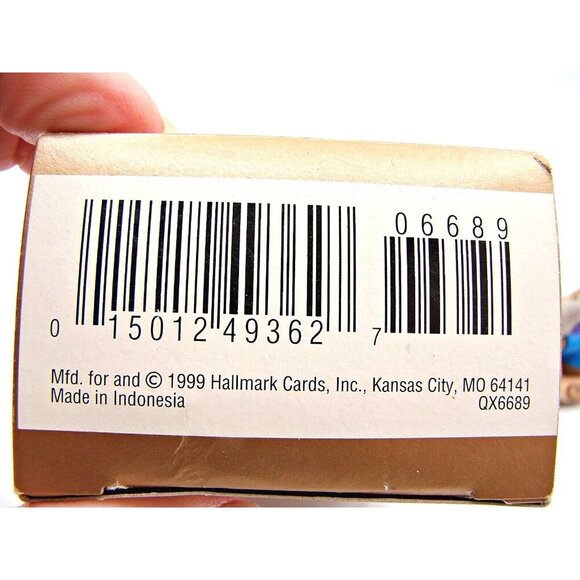 06689
0 15012 49362 7
Mfd. for and © 1999 Hallmark Cards, Inc., Kansas City, MO 64141
Made in Indonesia QX6689